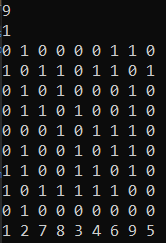 9
1
0 1 0 0 0 0 1 1 0
1 0 1 1 0 1 1 0 1
0 1 0 1 0 0 0 1 0
0 1 1 0 1 0 0 1 0
0 0 0 1 0 1 1 1 0
0 1 0 0 1 0 1 1 0
1 1 0 0 1 1 0 1 0
1 0 1 1 1 1 1 0 0
0 1 0 0 0 0 0 0 0
1 2 7 8 3 4 6 9 5